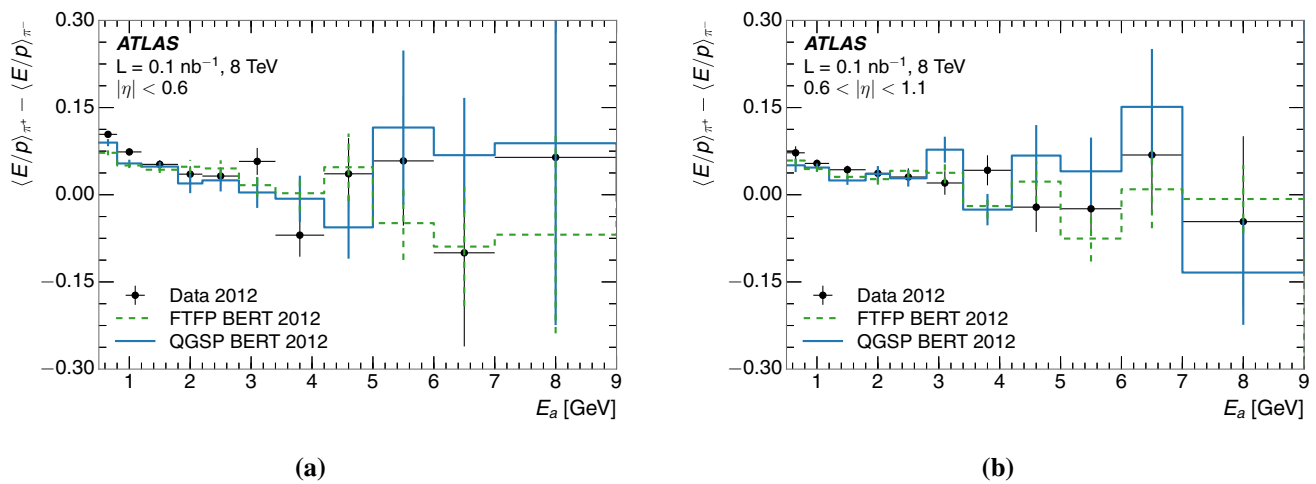 ⟨E/p⟩π+ − ⟨E/p⟩π−
0.30
0.15
0.00
−0.15
−0.30
ATLAS
L = 0.1 nb−1, 8 TeV
|η| < 0.6
Data 2012
FTFP BERT 2012
QGSP BERT 2012
1 2 3 4 5 6 7 8 9
Ea [GeV]
(a)
⟨E/p⟩π+ − ⟨E/p⟩π−
0.30
0.15
0.00
−0.15
−0.30
ATLAS
L = 0.1 nb−1, 8 TeV
0.6 < |η| < 1.1
Data 2012
FTFP BERT 2012
QGSP BERT 2012
1 2 3 4 5 6 7 8 9
Ea [GeV]
(b)